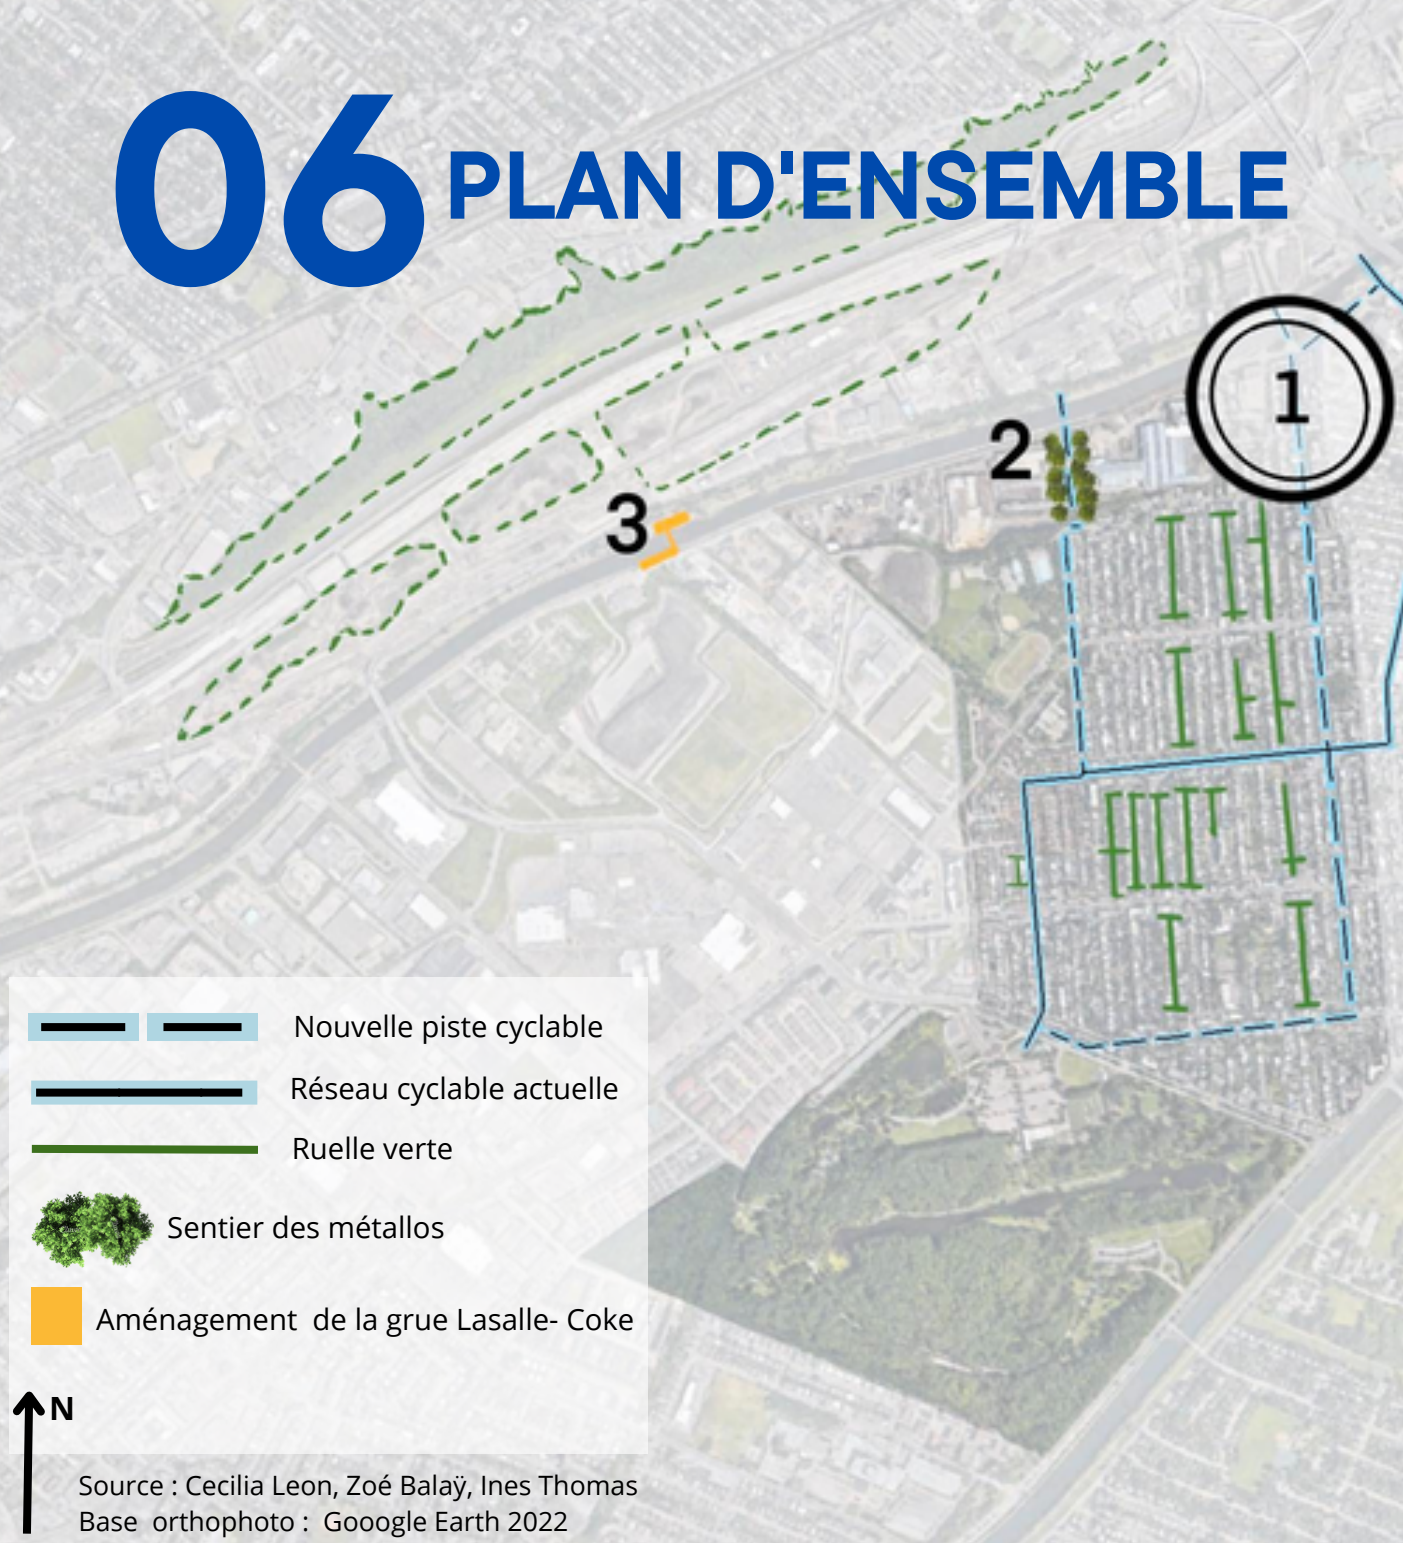 06 PLAN D'ENSEMBLE
1
2
3
Nouvelle piste cyclable
Réseau cyclable actuelle
Ruelle verte
Sentier des métallos
Aménagement de la grue Lasalle- Coke
N
Source : Cecilia Leon, Zoé Balaÿ, Ines Thomas
Base orthophoto : Gooogle Earth 2022